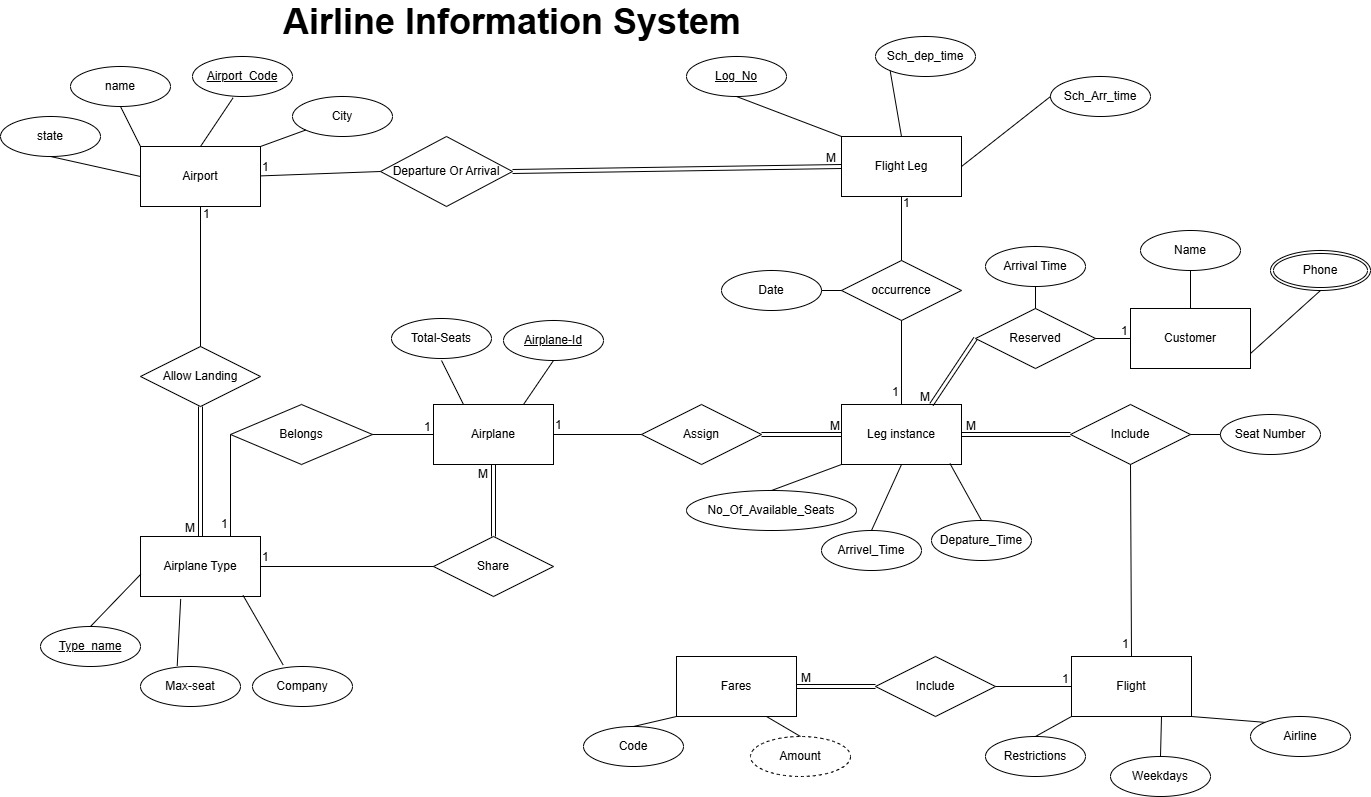 Airline Information System
Sch_dep_time
Log_No
Airport_Code
name
Sch_Arr_time
City
state
M
Flight Leg
1
Departure Or Arrival
Airport
1
1
Name
Arrival Time
Phone
Date
occurrence
1
Total-Seats
Airplane-Id
Reserved
Customer
Allow Landing
1
M
1
1
M
M
Belongs
Airplane
Assign
Leg instance
Include
Seat Number
M
No_Of_Available_Seats
M
1
Depature_Time
Arrivel_Time
1
Airplane Type
Share
Type_name
1
Max-seat
Company
M
1
Fares
Include
Flight
Code
Amount
Restrictions
Airline
Weekdays